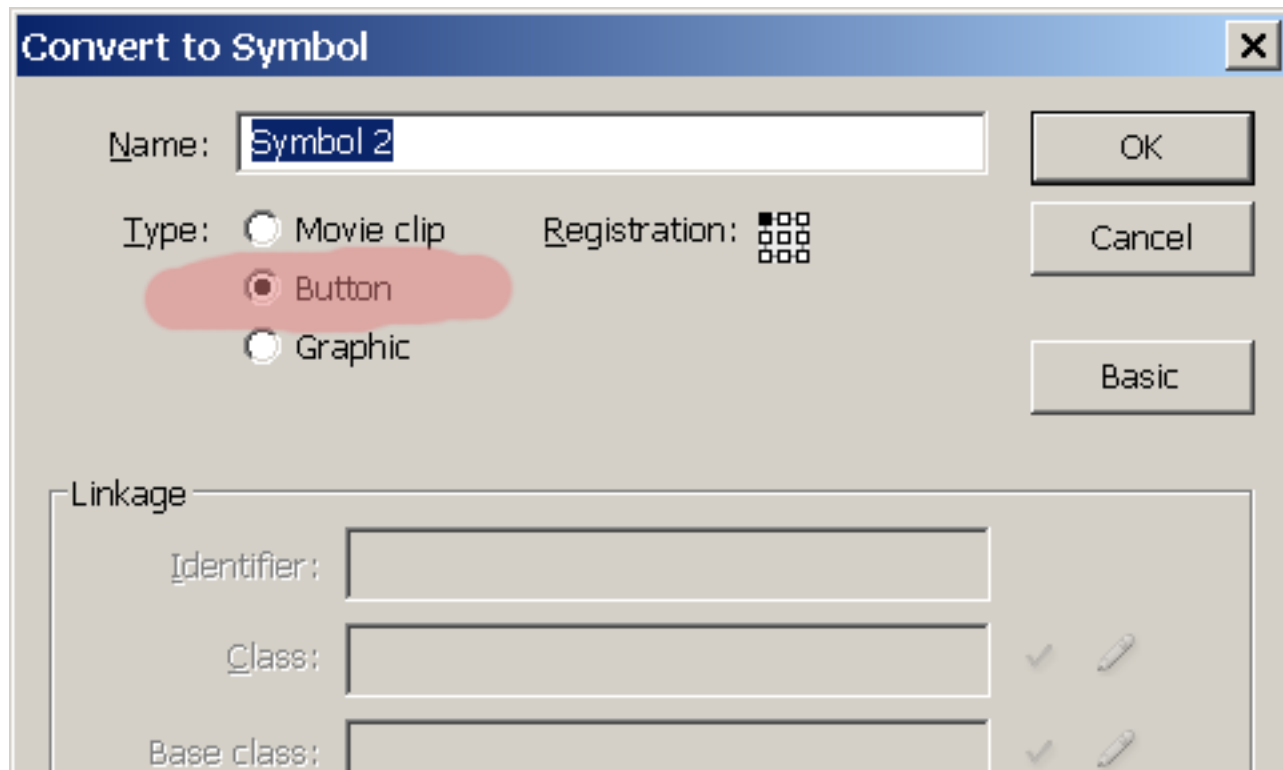 Convert to Symbol
Name: Symbol 2 OK
Type: Movie clip Registration: Cancel
Button
Graphic
Basic
Linkage
Identifier:
Class:
Base class: